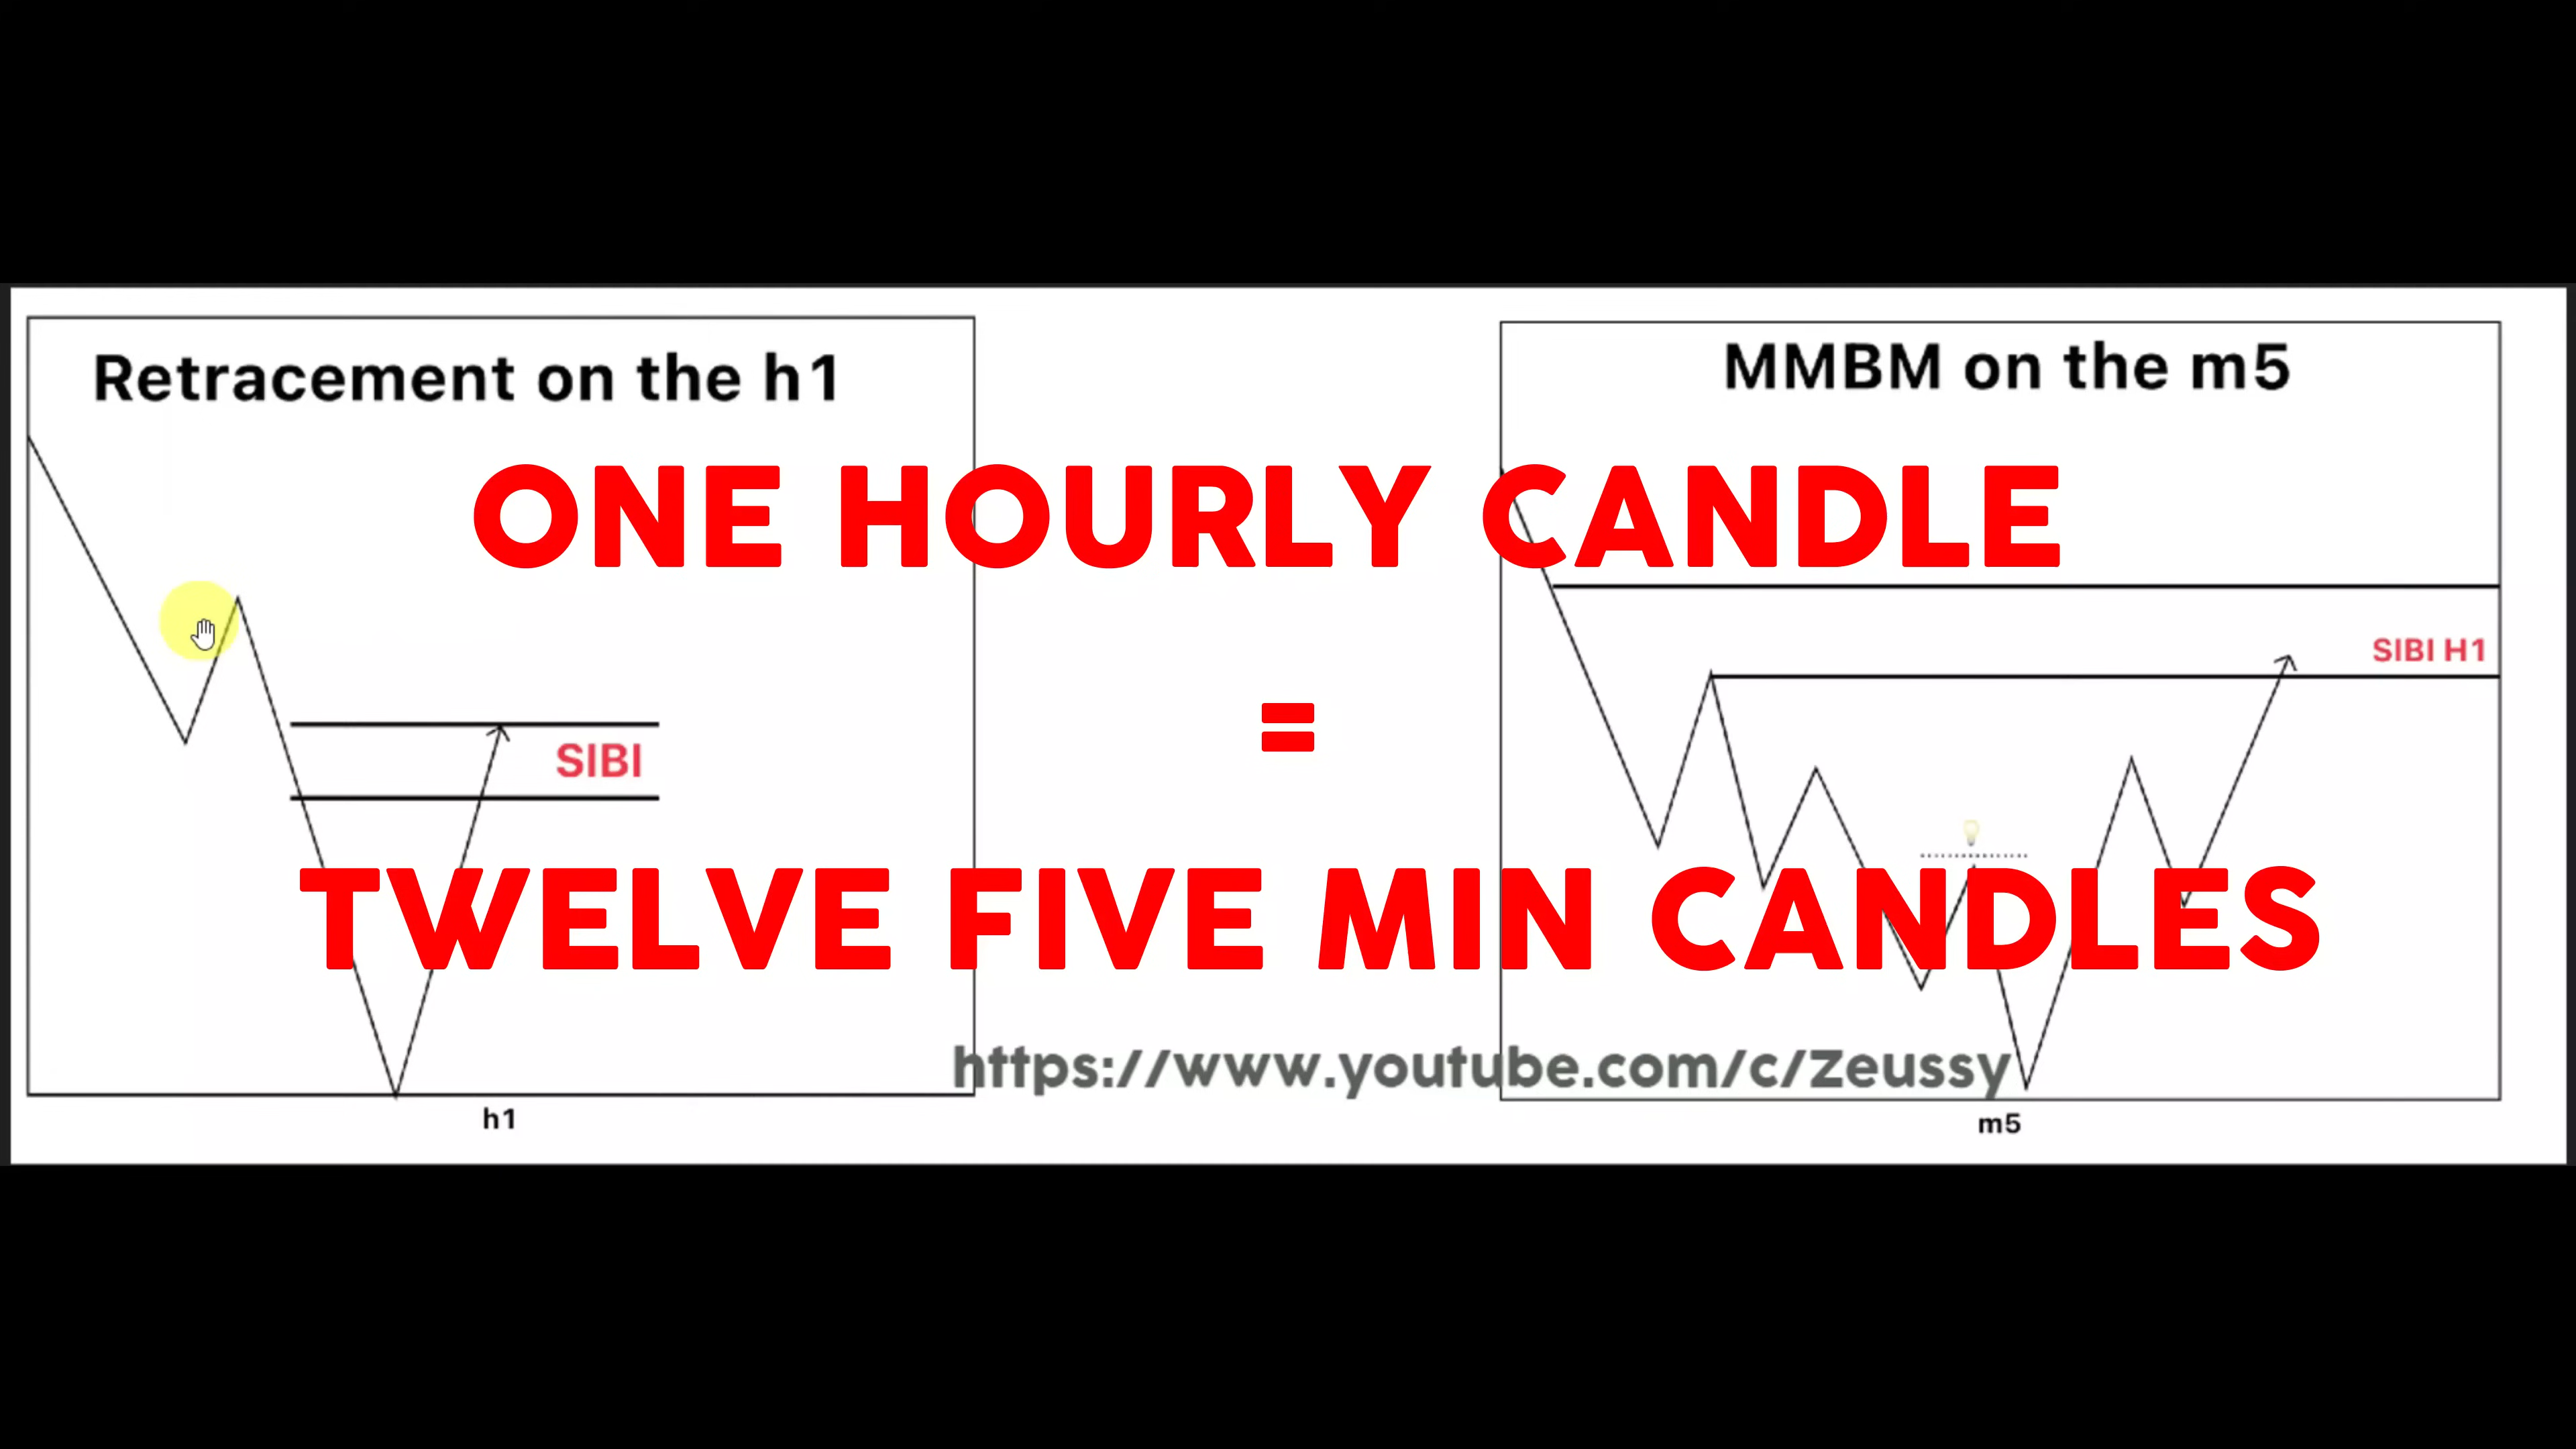 Retracement on the h1
MMBM on the m5
ONE HOURLY CANDLE
SIBI H1
=
SIBI
TWELVE FIVE MIN CANDLES
https://www.youtube.com/c/zeussy
h1
m5